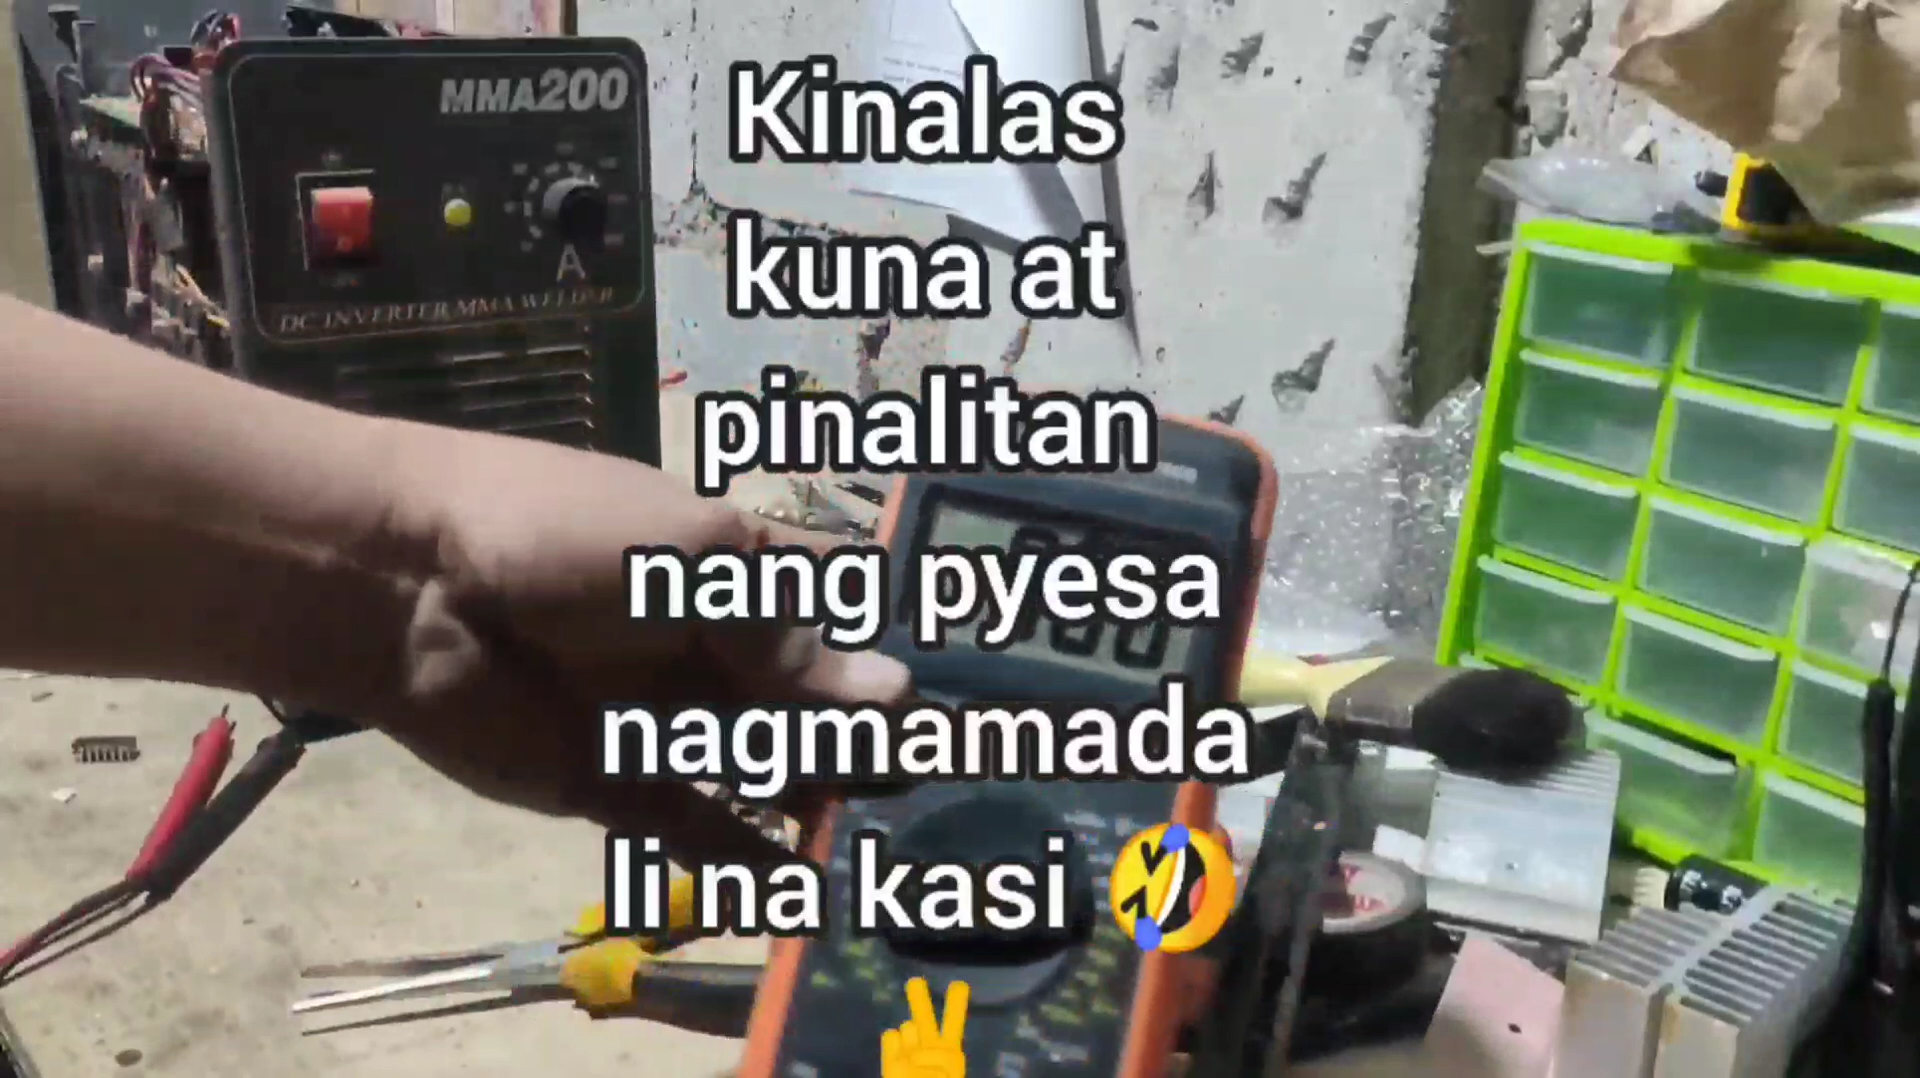 MMA200
A
DC INVERTER MMA WELDER
Kinalas
kuna at
pinalitan
nang pyesa
nagmamada
li na kasi 🤣
✌